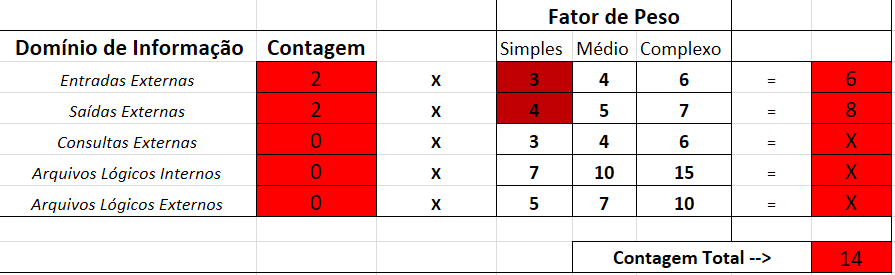 Fator de Peso
Domínio de Informação Contagem Simples Médio Complexo
Entradas Externas 2 X 3 4 6 = 6
Saídas Externas 2 X 4 5 7 = 8
Consultas Externas 0 X 3 4 6 = X
Arquivos Lógicos Internos 0 X 7 10 15 = X
Arquivos Lógicos Externos 0 X 5 7 10 = X
Contagem Total --> 14